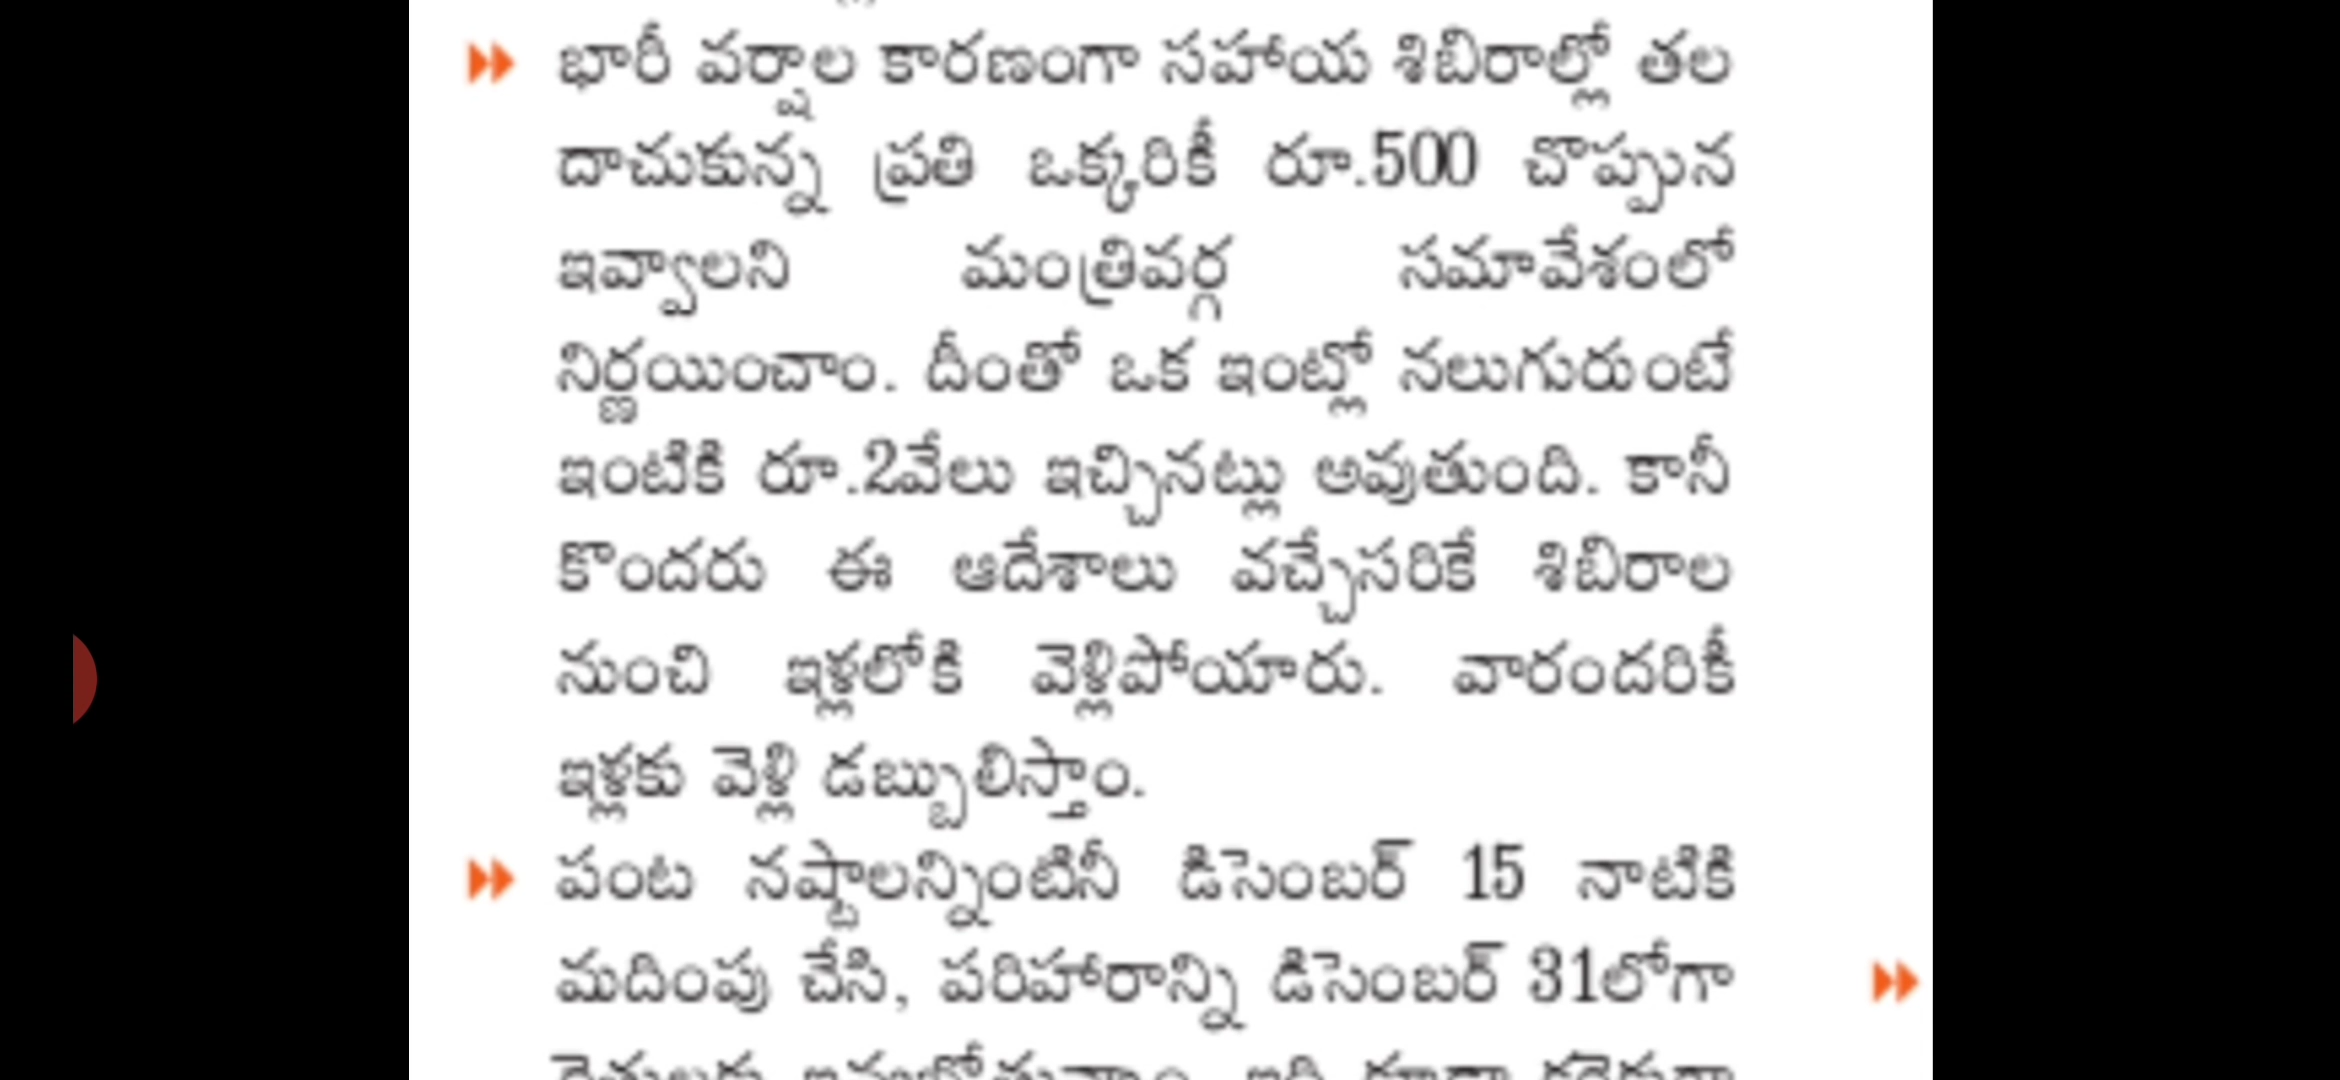 భారీ వర్షాల కారణంగా సహాయ శిబిరాల్లో తల
దాచుకున్న ప్రతి ఒక్కరికీ రూ.500 చొప్పున
ఇవ్వాలని మంత్రివర్గ సమావేశంలో
నిర్ణయించాం. దీంతో ఒక ఇంట్లో నలుగురుంటే
ఇంటికి రూ.2వేలు ఇచ్చినట్లు అవుతుంది. కానీ
కొందరు ఈ ఆదేశాలు వచ్చేసరికే శిబిరాల
నుంచి ఇళ్లలోకి వెళ్లిపోయారు. వారందరికీ
ఇళ్లకు వెళ్లి డబ్బులిస్తాం.
పంట నష్టాలన్నింటినీ డిసెంబర్ 15 నాటికి
మదింపు చేసి, పరిహారాన్ని డిసెంబర్ 31లోగా